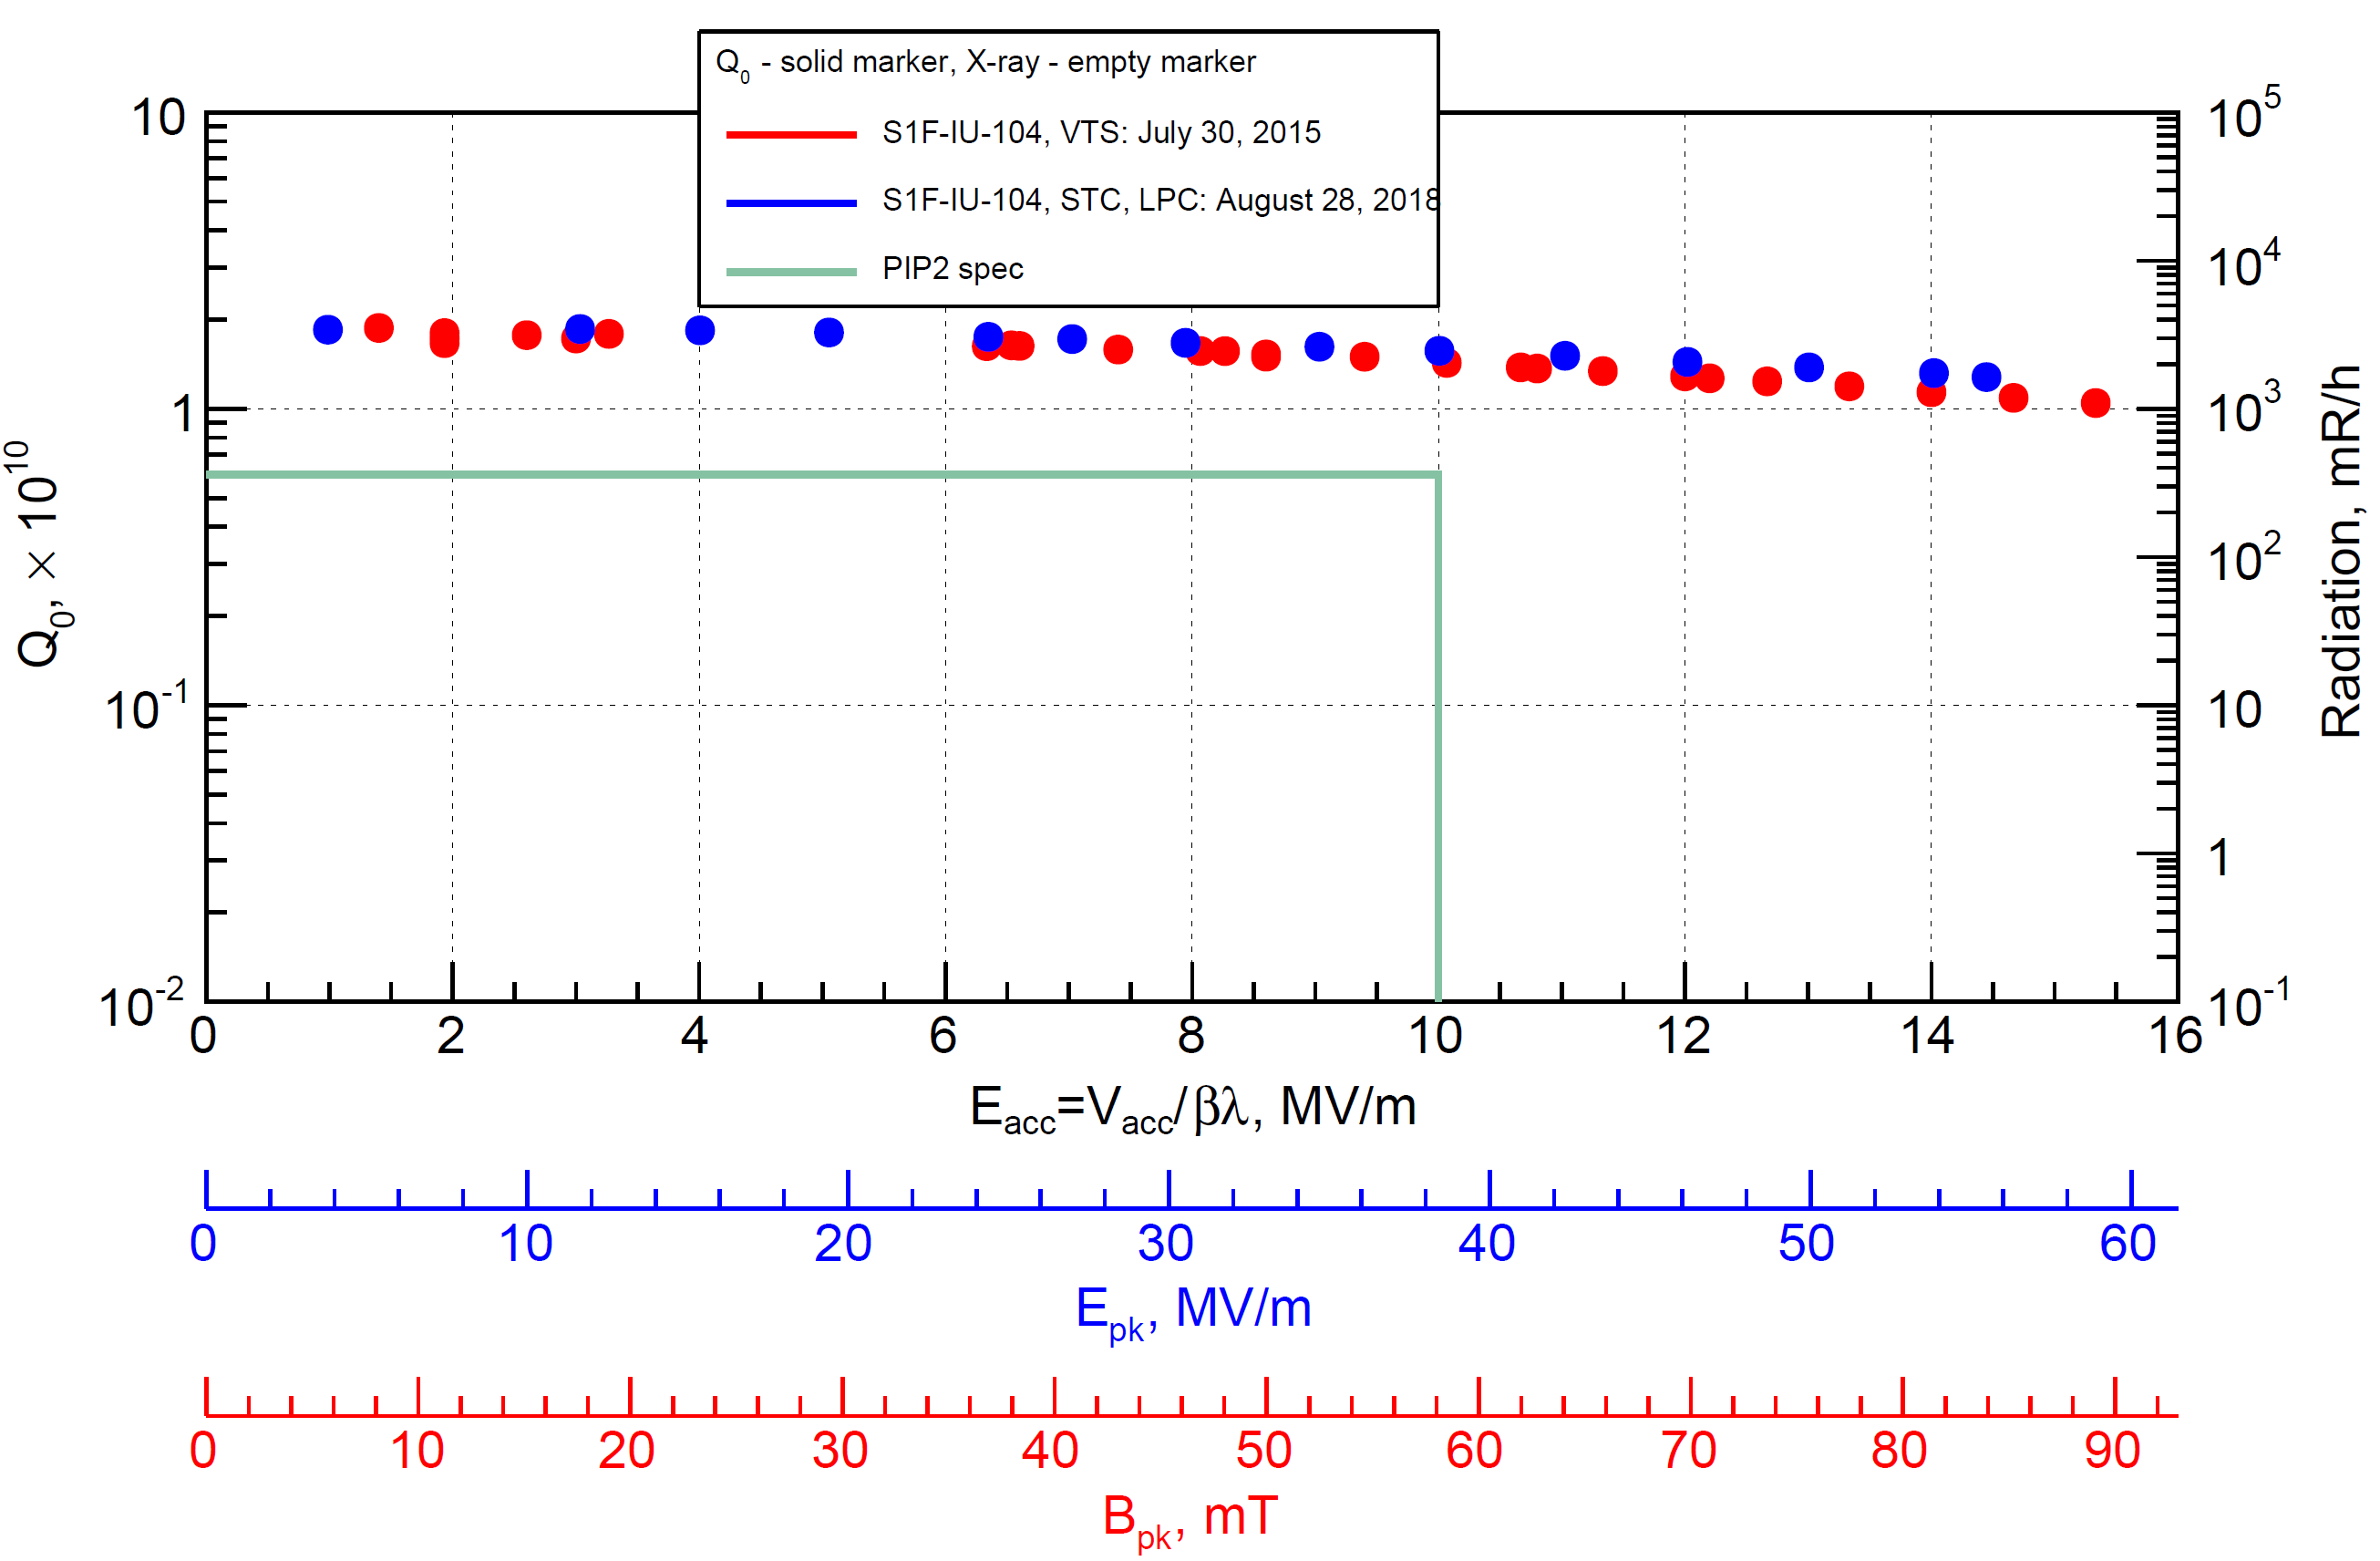 Q₀ - solid marker, X-ray - empty marker
S1F-IU-104, VTS: July 30, 2015
S1F-IU-104, STC, LPC: August 28, 2018
PIP2 spec
10
1
10⁻¹
10⁻²
Q₀, × 10¹⁰
10⁵
10⁴
10³
10²
10
1
10⁻¹
Radiation, mR/h
0 2 4 6 8 10 12 14 16
Eacc=Vacc/βλ, MV/m
0 10 20 30 40 50 60
Epk, MV/m
0 10 20 30 40 50 60 70 80 90
Bpk, mT